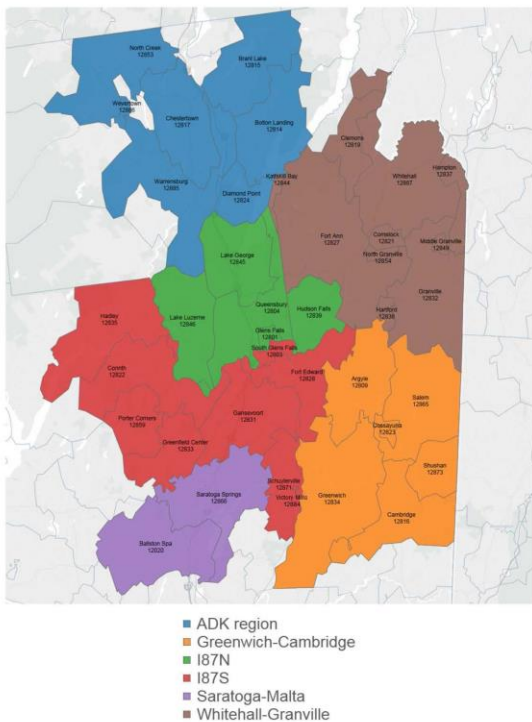 North Creek
12853
Brant Lake
12815
Wevertown
12886
Chestertown
12817
Bolton Landing
12814
Clemons
12819
Hampton
12837
Whitehall
12887
Kattskill Bay
12844
Warrensburg
12885
Diamond Point
12824
Comstock
12821
Fort Ann
12827
Middle Granville
12849
North Granville
12854
Lake George
12845
Granville
12832
Queensbury
12804
Hudson Falls
12839
Hartford
12838
Hadley
12835
Lake Luzerne
12846
Glens Falls
12801
South Glens Falls
12803
Corinth
12822
Fort Edward
12828
Argyle
12809
Salem
12865
Porter Corners
12859
Gansevoort
12831
Greenfield Center
12833
12823
Shushan
12873
Schuylerville
12871
Saratoga Springs
12866
Victory Mills
12884
Greenwich
12834
Cambridge
12816
Ballston Spa
12020
ADK region
Greenwich-Cambridge
I87N
I87S
Saratoga-Malta
Whitehall-Granville